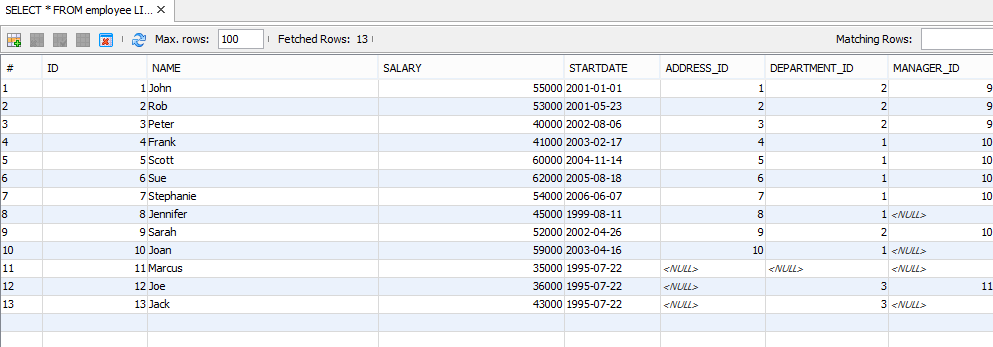 SELECT * FROM employee LI...
Max. rows: 100 Fetched Rows: 13 Matching Rows:
# ID NAME SALARY STARTDATE ADDRESS_ID DEPARTMENT_ID MANAGER_ID
1 1 John 55000 2001-01-01 1 2 9
2 2 Rob 53000 2001-05-23 2 2 9
3 3 Peter 40000 2002-08-06 3 2 9
4 4 Frank 41000 2003-02-17 4 1 10
5 5 Scott 60000 2004-11-14 5 1 10
6 6 Sue 62000 2005-08-18 6 1 10
7 7 Stephanie 54000 2006-06-07 7 1 10
8 8 Jennifer 45000 1999-08-11 8 1 <NULL>
9 9 Sarah 52000 2002-04-26 9 2 10
10 10 Joan 59000 2003-04-16 10 1 <NULL>
11 11 Marcus 35000 1995-07-22 <NULL> <NULL> <NULL>
12 12 Joe 36000 1995-07-22 <NULL> 3 11
13 13 Jack 43000 1995-07-22 <NULL> 3 <NULL>